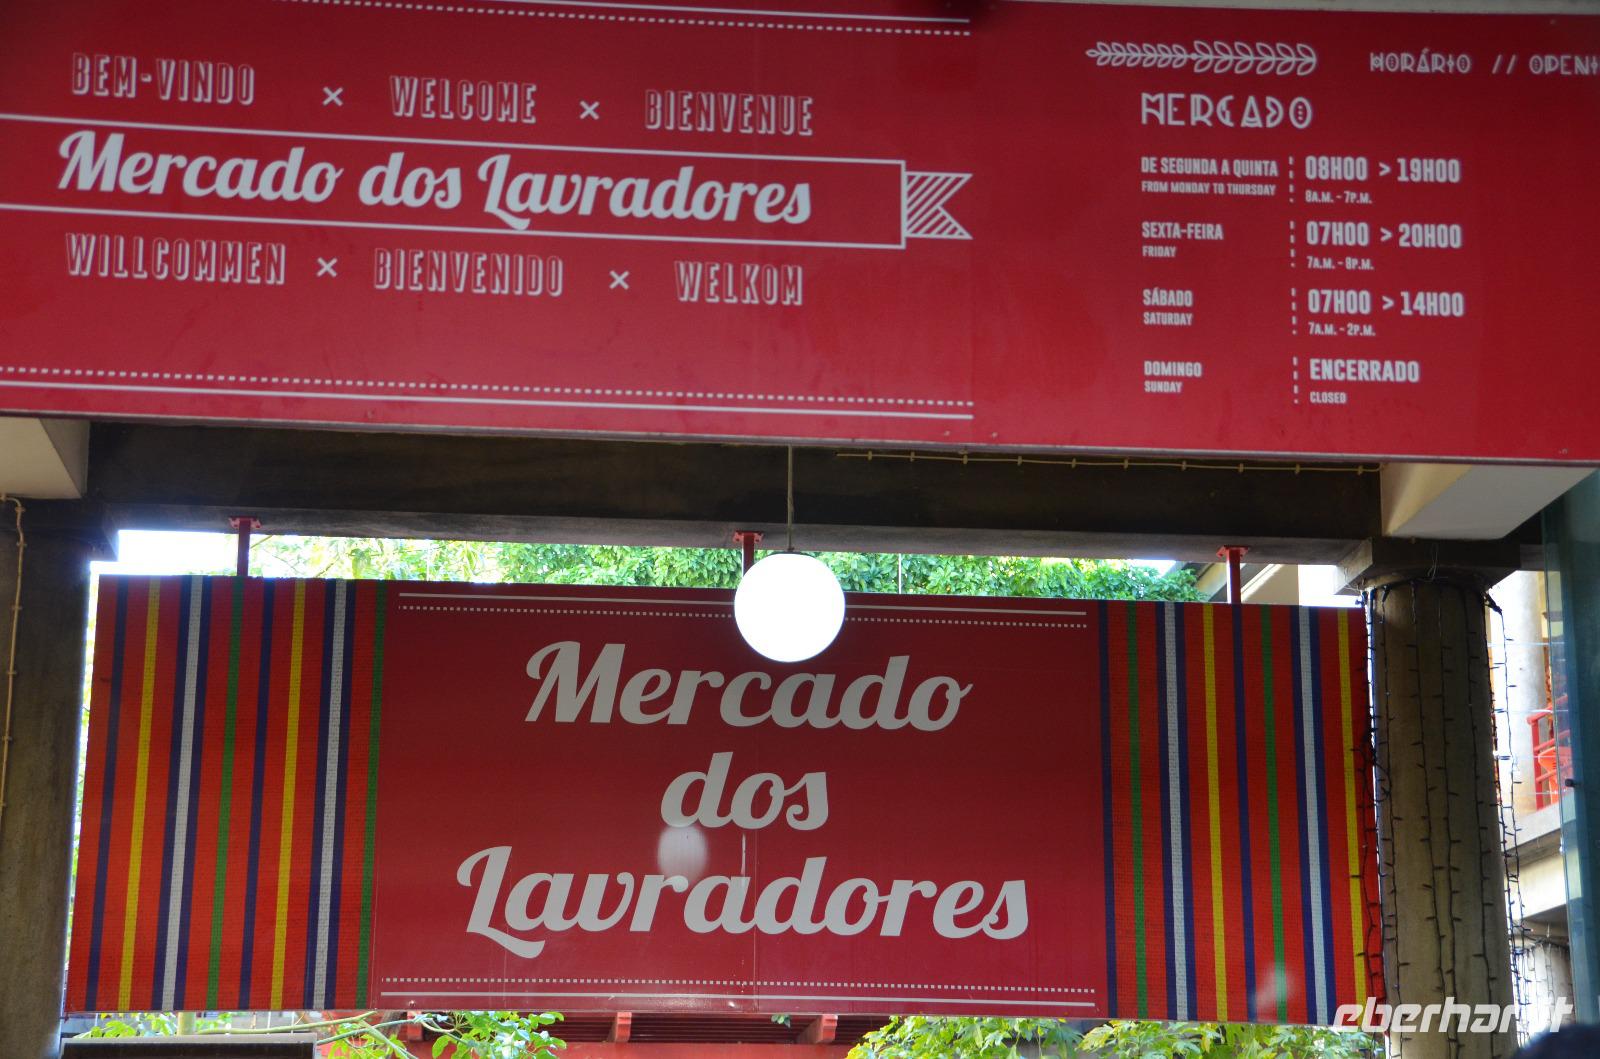 BEM-VINDO × WELCOME × BIENVENUE
Mercado dos Lavradores
WILLCOMMEN × BIENVENIDO × WELKOM
HORÁRIO // OPENI
MERCADO
DE SEGUNDA A QUINTA 08H00 > 19H00
FROM MONDAY TO THURSDAY 8A.M. - 7P.M.
SEXTA-FEIRA 07H00 > 20H00
FRIDAY 7A.M. - 8P.M.
SÁBADO 07H00 > 14H00
SATURDAY 7A.M. - 2P.M.
DOMINGO ENCERRADO
SUNDAY CLOSED
Mercado
dos
Lavradores
eberhardt